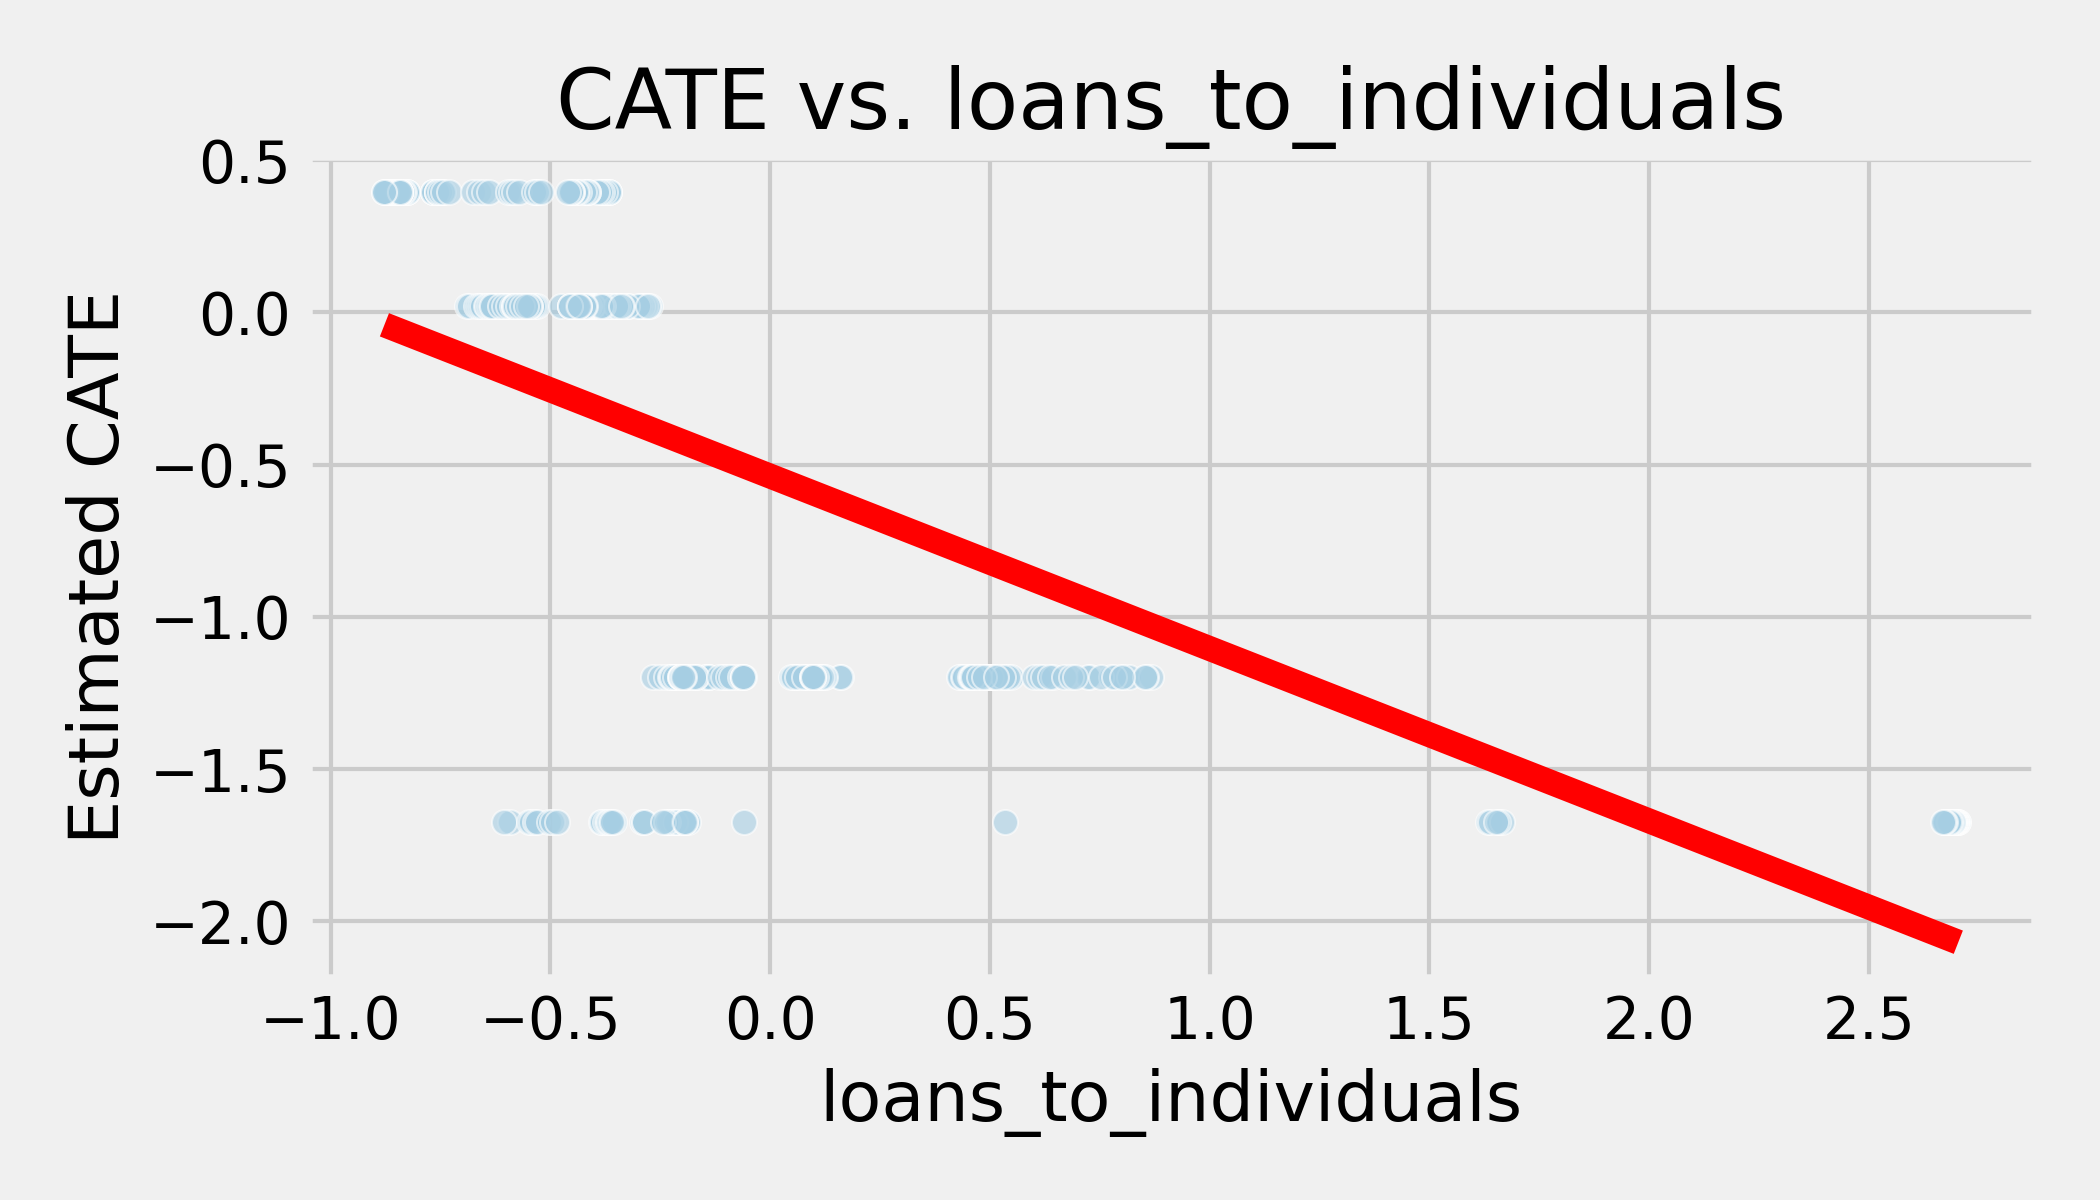 CATE vs. loans_to_individuals
0.5
0.0
−0.5
−1.0
−1.5
−2.0
Estimated CATE
−1.0 −0.5 0.0 0.5 1.0 1.5 2.0 2.5
loans_to_individuals